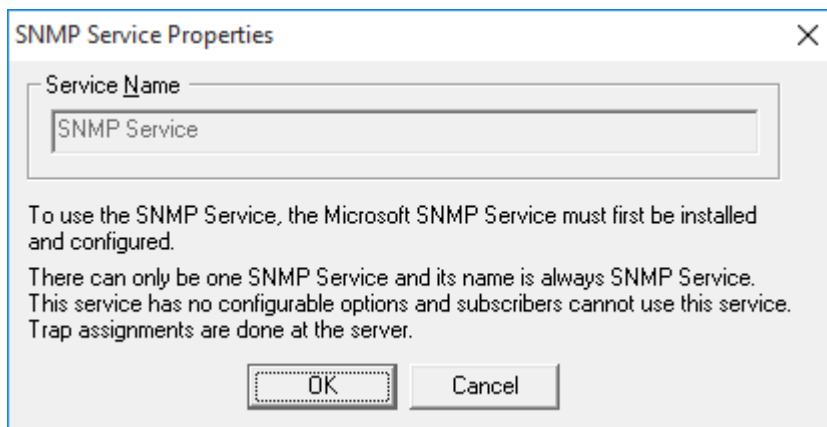 SNMP Service Properties
Service Name
SNMP Service
To use the SNMP Service, the Microsoft SNMP Service must first be installed
and configured.
There can only be one SNMP Service and its name is always SNMP Service.
This service has no configurable options and subscribers cannot use this service.
Trap assignments are done at the server.
OK
Cancel